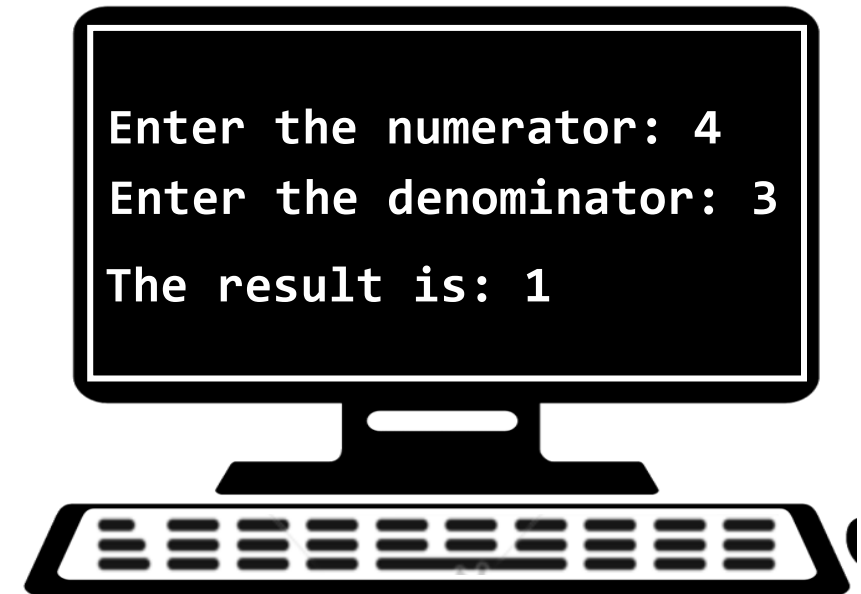 Enter the numerator: 4
Enter the denominator: 3
The result is: 1